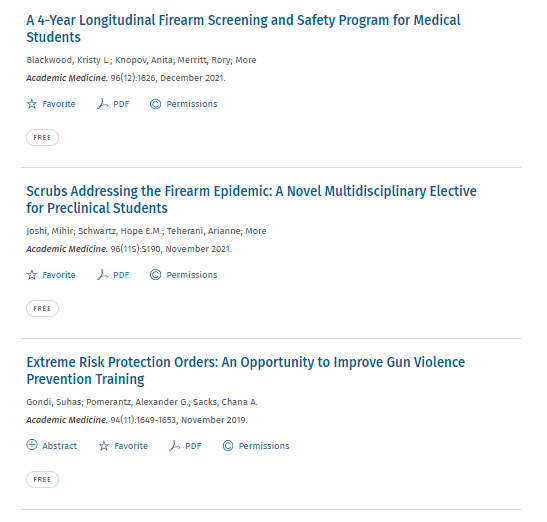 A 4-Year Longitudinal Firearm Screening and Safety Program for Medical
Students
Blackwood, Kristy L.; Knopov, Anita; Merritt, Rory; More
Academic Medicine. 96(12):1626, December 2021.
Favorite PDF Permissions
FREE
Scrubs Addressing the Firearm Epidemic: A Novel Multidisciplinary Elective
for Preclinical Students
Joshi, Mihir; Schwartz, Hope E.M.; Teherani, Arianne; More
Academic Medicine. 96(11S):S190, November 2021.
Favorite PDF Permissions
FREE
Extreme Risk Protection Orders: An Opportunity to Improve Gun Violence
Prevention Training
Gondi, Suhas; Pomerantz, Alexander G.; Sacks, Chana A.
Academic Medicine. 94(11):1649-1653, November 2019.
Abstract Favorite PDF Permissions
FREE